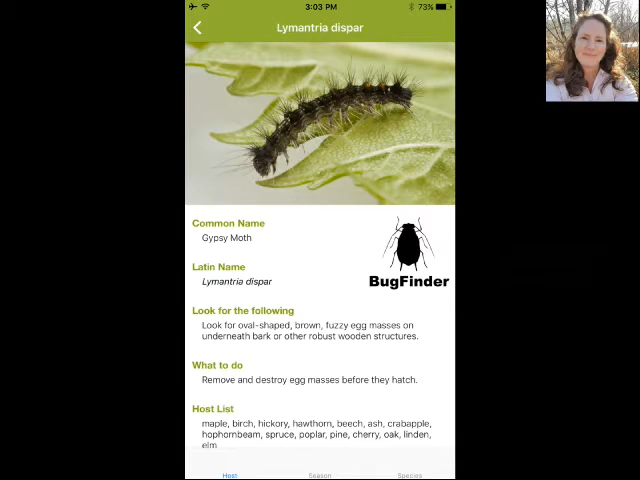 3:03 PM
73%
Lymantria dispar
Common Name
Gypsy Moth
BugFinder
Latin Name
Lymantria dispar
Look for the following
Look for oval-shaped, brown, fuzzy egg masses on
underneath bark or other robust wooden structures.
What to do
Remove and destroy egg masses before they hatch.
Host List
maple, birch, hickory, hawthorn, beech, ash, crabapple,
hophornbeam, spruce, poplar, pine, cherry, oak, linden,
elm
Host Season Species